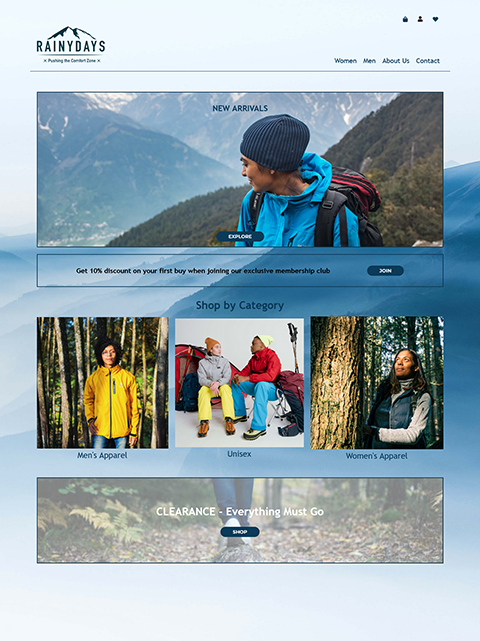 RAINYDAYS
Pushing the Comfort Zone
Women Men About Us Contact
NEW ARRIVALS
EXPLORE
Get 10% discount on your first buy when joining our exclusive membership club
JOIN
Shop by Category
Men's Apparel
Unisex
Women's Apparel
CLEARANCE - Everything Must Go
SHOP